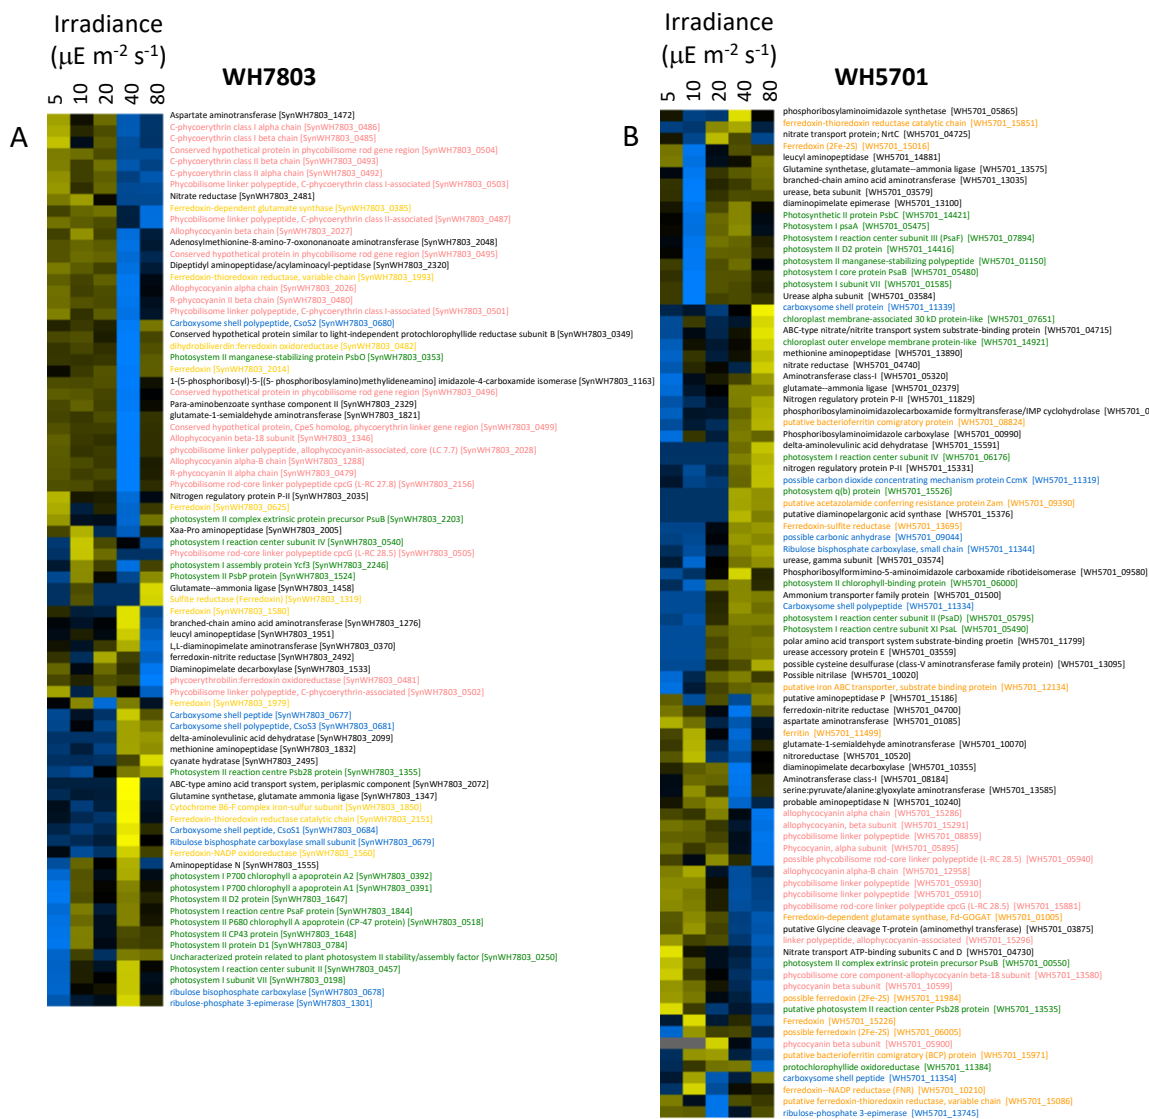 Irradiance
(μE m-2 s-1)
WH7803
5 10 20 40 80
A
Aspartate aminotransferase [SynWH7803_1472]
C-phycoerythrin class I alpha chain [SynWH7803_0486]
C-phycoerythrin class I beta chain [SynWH7803_0485]
Conserved hypothetical protein in phycobilisome rod gene region [SynWH7803_0504]
C-phycoerythrin class II beta chain [SynWH7803_0493]
C-phycoerythrin class II alpha chain [SynWH7803_0492]
Phycobilisome linker polypeptide, C-phycoerythrin class I-associated [SynWH7803_0503]
Nitrate reductase [SynWH7803_2481]
Ferredoxin-dependent glutamate synthase [SynWH7803_0385]
Phycobilisome linker polypeptide, C-phycoerythrin class II-associated [SynWH7803_0487]
Allophycocyanin beta chain [SynWH7803_2027]
Adenosylmethionine-8-amino-7-oxononanoate aminotransferase [SynWH7803_2048]
Conserved hypothetical protein in phycobilisome rod gene region [SynWH7803_0495]
Dipeptidyl aminopeptidase/acylaminoacyl-peptidase [SynWH7803_2320]
Ferredoxin-thioredoxin reductase, variable chain [SynWH7803_1993]
Allophycocyanin alpha chain [SynWH7803_2026]
R-phycocyanin II beta chain [SynWH7803_0480]
Phycobilisome linker polypeptide, C-phycoerythrin class I-associated [SynWH7803_0501]
Carboxysome shell polypeptide, CsoS2 [SynWH7803_0680]
Conserved hypothetical protein similar to light-independent protochlorophyllide reductase subunit B [SynWH7803_0349]
dihydrobiliverdin:ferredoxin oxidoreductase [SynWH7803_0482]
Photosystem II manganese-stabilizing protein PsbO [SynWH7803_0353]
Ferredoxin [SynWH7803_2014]
1-(5-phosphoribosyl)-5-[(5- phosphoribosylamino)methylideneamino] imidazole-4-carboxamide isomerase [SynWH7803_1163]
Conserved hypothetical protein in phycobilisome rod gene region [SynWH7803_0496]
Para-aminobenzoate synthase component II [SynWH7803_2329]
glutamate-1-semialdehyde aminotransferase [SynWH7803_1821]
Conserved hypothetical protein, CpeS homolog, phycoerythrin linker gene region [SynWH7803_0499]
Allophycocyanin beta-18 subunit [SynWH7803_1346]
phycobilisome linker polypeptide, allophycocyanin-associated, core (LC 7.7) [SynWH7803_2028]
Allophycocyanin alpha-B chain [SynWH7803_1288]
R-phycocyanin II alpha chain [SynWH7803_0479]
Phycobilisome rod-core linker polypeptide cpcG (L-RC 27.8) [SynWH7803_2156]
Nitrogen regulatory protein P-II [SynWH7803_2035]
Ferredoxin [SynWH7803_0625]
photosystem II complex extrinsic protein precursor PsuB [SynWH7803_2203]
Xaa-Pro aminopeptidase [SynWH7803_2005]
photosystem I reaction center subunit IV [SynWH7803_0540]
Phycobilisome rod-core linker polypeptide cpcG (L-RC 28.5) [SynWH7803_0505]
photosystem I assembly protein Ycf3 [SynWH7803_2246]
Photosystem II PsbP protein [SynWH7803_1524]
Glutamate--ammonia ligase [SynWH7803_1458]
Sulfite reductase (Ferredoxin) [SynWH7803_1319]
Ferredoxin [SynWH7803_1580]
branched-chain amino acid aminotransferase [SynWH7803_1276]
leucyl aminopeptidase [SynWH7803_1951]
L,L-diaminopimelate aminotransferase [SynWH7803_0370]
ferredoxin-nitrite reductase [SynWH7803_2492]
Diaminopimelate decarboxylase [SynWH7803_1533]
phycoerythrobilin:ferredoxin oxidoreductase [SynWH7803_0481]
Phycobilisome linker polypeptide, C-phycoerythrin-associated [SynWH7803_0502]
Ferredoxin [SynWH7803_1979]
Carboxysome shell peptide [SynWH7803_0677]
Carboxysome shell polypeptide, CsoS3 [SynWH7803_0681]
delta-aminolevulinic acid dehydratase [SynWH7803_2099]
methionine aminopeptidase [SynWH7803_1832]
cyanate hydratase [SynWH7803_2495]
Photosystem II reaction centre Psb28 protein [SynWH7803_1355]
ABC-type amino acid transport system, periplasmic component [SynWH7803_2072]
Glutamine synthetase, glutamate ammonia ligase [SynWH7803_1347]
Cytochrome B6-F complex iron-sulfur subunit [SynWH7803_1850]
Ferredoxin-thioredoxin reductase catalytic chain [SynWH7803_2151]
Carboxysome shell peptide, CsoS1 [SynWH7803_0684]
Ribulose bisphosphate carboxylase small subunit [SynWH7803_0679]
Ferredoxin-NADP oxidoreductase [SynWH7803_1560]
Aminopeptidase N [SynWH7803_1555]
photosystem I P700 chlorophyll a apoprotein A2 [SynWH7803_0392]
photosystem I P700 chlorophyll a apoprotein A1 [SynWH7803_0391]
Photosystem II D2 protein [SynWH7803_1647]
Photosystem I reaction centre PsaF protein [SynWH7803_1844]
Photosystem II P680 chlorophyll A apoprotein (CP-47 protein) [SynWH7803_0518]
Photosystem II CP43 protein [SynWH7803_1648]
Photosystem II protein D1 [SynWH7803_0784]
Uncharacterized protein related to plant photosystem II stability/assembly factor [SynWH7803_0250]
Photosystem I reaction center subunit II [SynWH7803_0457]
photosystem I subunit VII [SynWH7803_0198]
ribulose bisophosphate carboxylase [SynWH7803_0678]
ribulose-phosphate 3-epimerase [SynWH7803_1301]
Irradiance
(μE m-2 s-1)
WH5701
5 10 20 40 80
B
phosphoribosylaminoimidazole synthetase [WH5701_05865]
ferredoxin-thioredoxin reductase catalytic chain [WH5701_15851]
nitrate transport protein; NrtC [WH5701_04725]
Ferredoxin (2Fe-2S) [WH5701_15016]
leucyl aminopeptidase [WH5701_14881]
Glutamine synthetase, glutamate--ammonia ligase [WH5701_13575]
branched-chain amino acid aminotransferase [WH5701_13035]
urease, beta subunit [WH5701_03579]
diaminopimelate epimerase [WH5701_13100]
Photosynthetic II protein PsbC [WH5701_14421]
Photosystem I psaA [WH5701_05475]
Photosystem I reaction center subunit III (PsaF) [WH5701_07894]
photosystem II D2 protein [WH5701_14416]
photosystem II manganese-stabilizing polypeptide [WH5701_01150]
photosystem I core protein PsaB [WH5701_05480]
photosystem I subunit VII [WH5701_01585]
Urease alpha subunit [WH5701_03584]
carboxysome shell protein [WH5701_11339]
chloroplast membrane-associated 30 kD protein-like [WH5701_07651]
ABC-type nitrate/nitrite transport system substrate-binding protein [WH5701_04715]
chloroplast outer envelope membrane protein-like [WH5701_14921]
methionine aminopeptidase [WH5701_13890]
nitrate reductase [WH5701_04740]
Aminotransferase class-I [WH5701_05320]
glutamate--ammonia ligase [WH5701_02379]
Nitrogen regulatory protein P-II [WH5701_11829]
phosphoribosylaminoimidazolecarboxamide formyltransferase/IMP cyclohydrolase [WH5701_0
putative bacterioferritin comigratory protein [WH5701_08824]
Phosphoribosylaminoimidazole carboxylase [WH5701_00990]
delta-aminolevulinic acid dehydratase [WH5701_15591]
photosystem I reaction center subunit IV [WH5701_06176]
nitrogen regulatory protein P-II [WH5701_15331]
possible carbon dioxide concentrating mechanism protein CcmK [WH5701_11319]
photosystem q(b) protein [WH5701_15526]
putative acetazolamide conferring resistance protein Zam [WH5701_09390]
putative diaminopelargonic acid synthase [WH5701_15376]
Ferredoxin-sulfite reductase [WH5701_13695]
possible carbonic anhydrase [WH5701_09044]
Ribulose bisphosphate carboxylase, small chain [WH5701_11344]
urease, gamma subunit [WH5701_03574]
Phosphoribosylformimino-5-aminoimidazole carboxamide ribotideisomerase [WH5701_09580]
photosystem II chlorophyll-binding protein [WH5701_06000]
Ammonium transporter family protein [WH5701_01500]
Carboxysome shell polypeptide [WH5701_11334]
photosystem I reaction center subunit II (PsaD) [WH5701_05795]
Photosystem I reaction centre subunit XI PsaL [WH5701_05490]
polar amino acid transport system substrate-binding proetin [WH5701_11799]
urease accessory protein E [WH5701_03559]
possible cysteine desulfurase (class-V aminotransferase family protein) [WH5701_13095]
Possible nitrilase [WH5701_10020]
putative iron ABC transporter, substrate binding protein [WH5701_12134]
putative aminopeptidase P [WH5701_15186]
ferredoxin-nitrite reductase [WH5701_04700]
aspartate aminotransferase [WH5701_01085]
ferritin [WH5701_11499]
glutamate-1-semialdehyde aminotransferase [WH5701_10070]
nitroreductase [WH5701_10520]
diaminopimelate decarboxylase [WH5701_10355]
Aminotransferase class-I [WH5701_08184]
serine:pyruvate/alanine:glyoxylate aminotransferase [WH5701_13585]
probable aminopeptidase N [WH5701_10240]
allophycocyanin alpha chain [WH5701_15286]
allophycocyanin, beta subunit [WH5701_15291]
phycobilisome linker polypeptide [WH5701_08859]
Phycocyanin, alpha subunit [WH5701_05895]
possible phycobilisome rod-core linker polypeptide (L-RC 28.5) [WH5701_05940]
allophycocyanin alpha-B chain [WH5701_12958]
phycobilisome linker polypeptide [WH5701_05930]
phycobilisome linker polypeptide [WH5701_05910]
phycobilisome rod-core linker polypeptide cpcG (L-RC 28.5) [WH5701_15881]
Ferredoxin-dependent glutamate synthase, Fd-GOGAT [WH5701_01005]
putative Glycine cleavage T-protein (aminomethyl transferase) [WH5701_03875]
linker polypeptide, allophycocyanin-associated [WH5701_15296]
Nitrate transport ATP-binding subunits C and D [WH5701_04730]
photosystem II complex extrinsic protein precursor PsuB [WH5701_00550]
phycobilisome core component-allophycocyanin beta-18 subunit [WH5701_13580]
phycocyanin beta subunit [WH5701_10599]
possible ferredoxin (2Fe-2S) [WH5701_11984]
putative photosystem II reaction center Psb28 protein [WH5701_13535]
Ferredoxin [WH5701_15226]
possible ferredoxin (2Fe-2S) [WH5701_06005]
phycocyanin beta subunit [WH5701_05900]
putative bacterioferritin comigratory (BCP) protein [WH5701_15971]
protochlorophyllide oxidoreductase [WH5701_11384]
carboxysome shell peptide [WH5701_11354]
ferredoxin--NADP reductase (FNR) [WH5701_10210]
putative ferredoxin-thioredoxin reductase, variable chain [WH5701_15086]
ribulose-phosphate 3-epimerase [WH5701_13745]